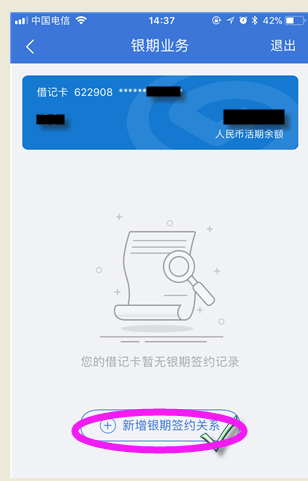 中国电信 14:37 42%
银期业务 退出
借记卡 622908 ******
人民币活期余额
您的借记卡暂无银期签约记录
新增银期签约关系